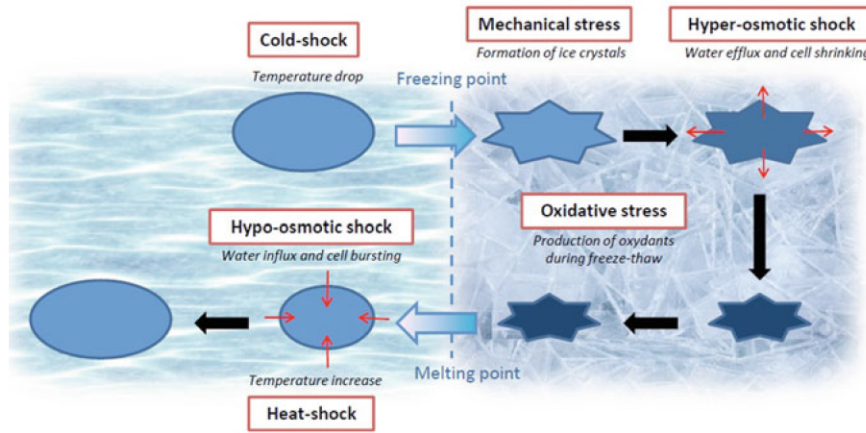 Cold-shock
Temperature drop
Freezing point
Mechanical stress
Formation of ice crystals
Hyper-osmotic shock
Water efflux and cell shrinking
Hypo-osmotic shock
Water influx and cell bursting
Oxidative stress
Production of oxydants
during freeze-thaw
Temperature increase
Heat-shock
Melting point